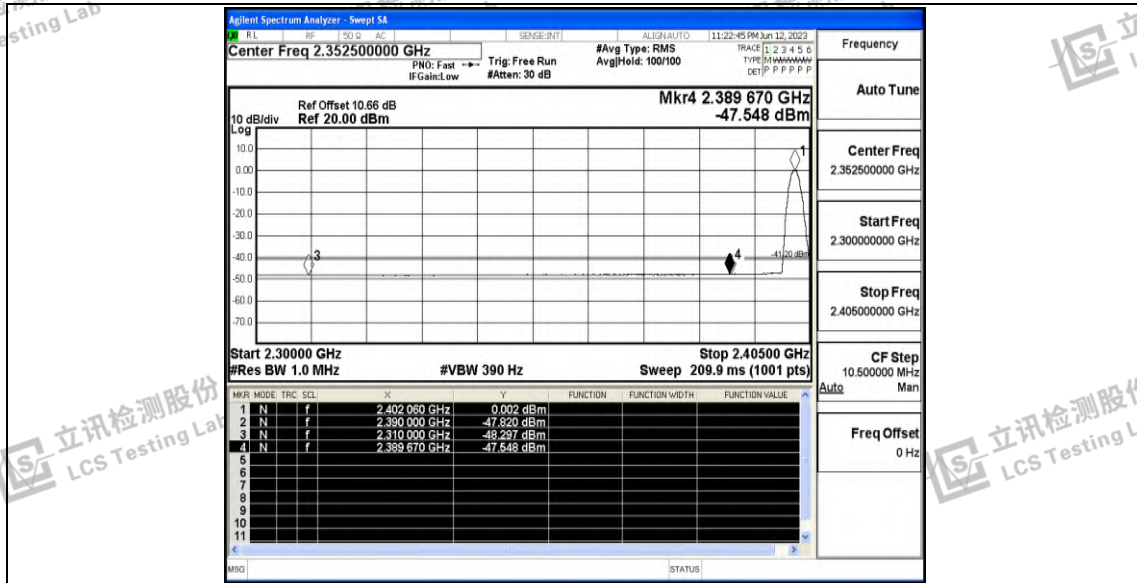 Agilent Spectrum Analyzer - Swept SA
RL RF 50 Ω AC SENSE:INT ALIGN AUTO 11:22:45 PM Jun 12, 2023
Center Freq 2.352500000 GHz
PNO: Fast
IFGain:Low
Trig: Free Run
#Atten: 30 dB
#Avg Type: RMS
Avg|Hold: 100/100
TRACE 1 2 3 4 5 6
TYPE M WWWWW
DET P P P P P P
Mkr4 2.389 670 GHz
-47.548 dBm
Ref Offset 10.66 dB
10 dB/div Ref 20.00 dBm
Log
10.0
0.00
-10.0
-20.0
-30.0
-40.0
-50.0
-60.0
-70.0
1
3
4
-41.20 dBm
Start 2.30000 GHz Stop 2.40500 GHz
#Res BW 1.0 MHz #VBW 390 Hz Sweep 209.9 ms (1001 pts)
MKR MODE TRC SCL X Y FUNCTION FUNCTION WIDTH FUNCTION VALUE
1 N f 2.402 060 GHz 0.002 dBm
2 N f 2.390 000 GHz -47.820 dBm
3 N f 2.310 000 GHz -48.297 dBm
4 N f 2.389 670 GHz -47.548 dBm
5
6
7
8
9
10
11
MSG STATUS
Frequency
Auto Tune
Center Freq
2.352500000 GHz
Start Freq
2.300000000 GHz
Stop Freq
2.405000000 GHz
CF Step
10.500000 MHz
Auto Man
Freq Offset
0 Hz
立讯检测股份
LCS Testing Lab
立讯检测股份
LCS Testing L
esting Lab
立
L